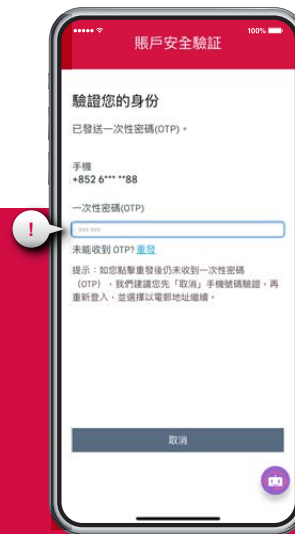 100%
賬戶安全驗証
驗證您的身份
已發送一次性密碼(OTP)。
手機
+852 6*** **88
一次性密碼(OTP)
xxx xxx
!
未能收到 OTP? 重發
提示：如您點擊重發後仍未收到一次性密碼
（OTP），我們建議您先「取消」手機號碼驗證，再
重新登入，並選擇以電郵地址繼續。
取消